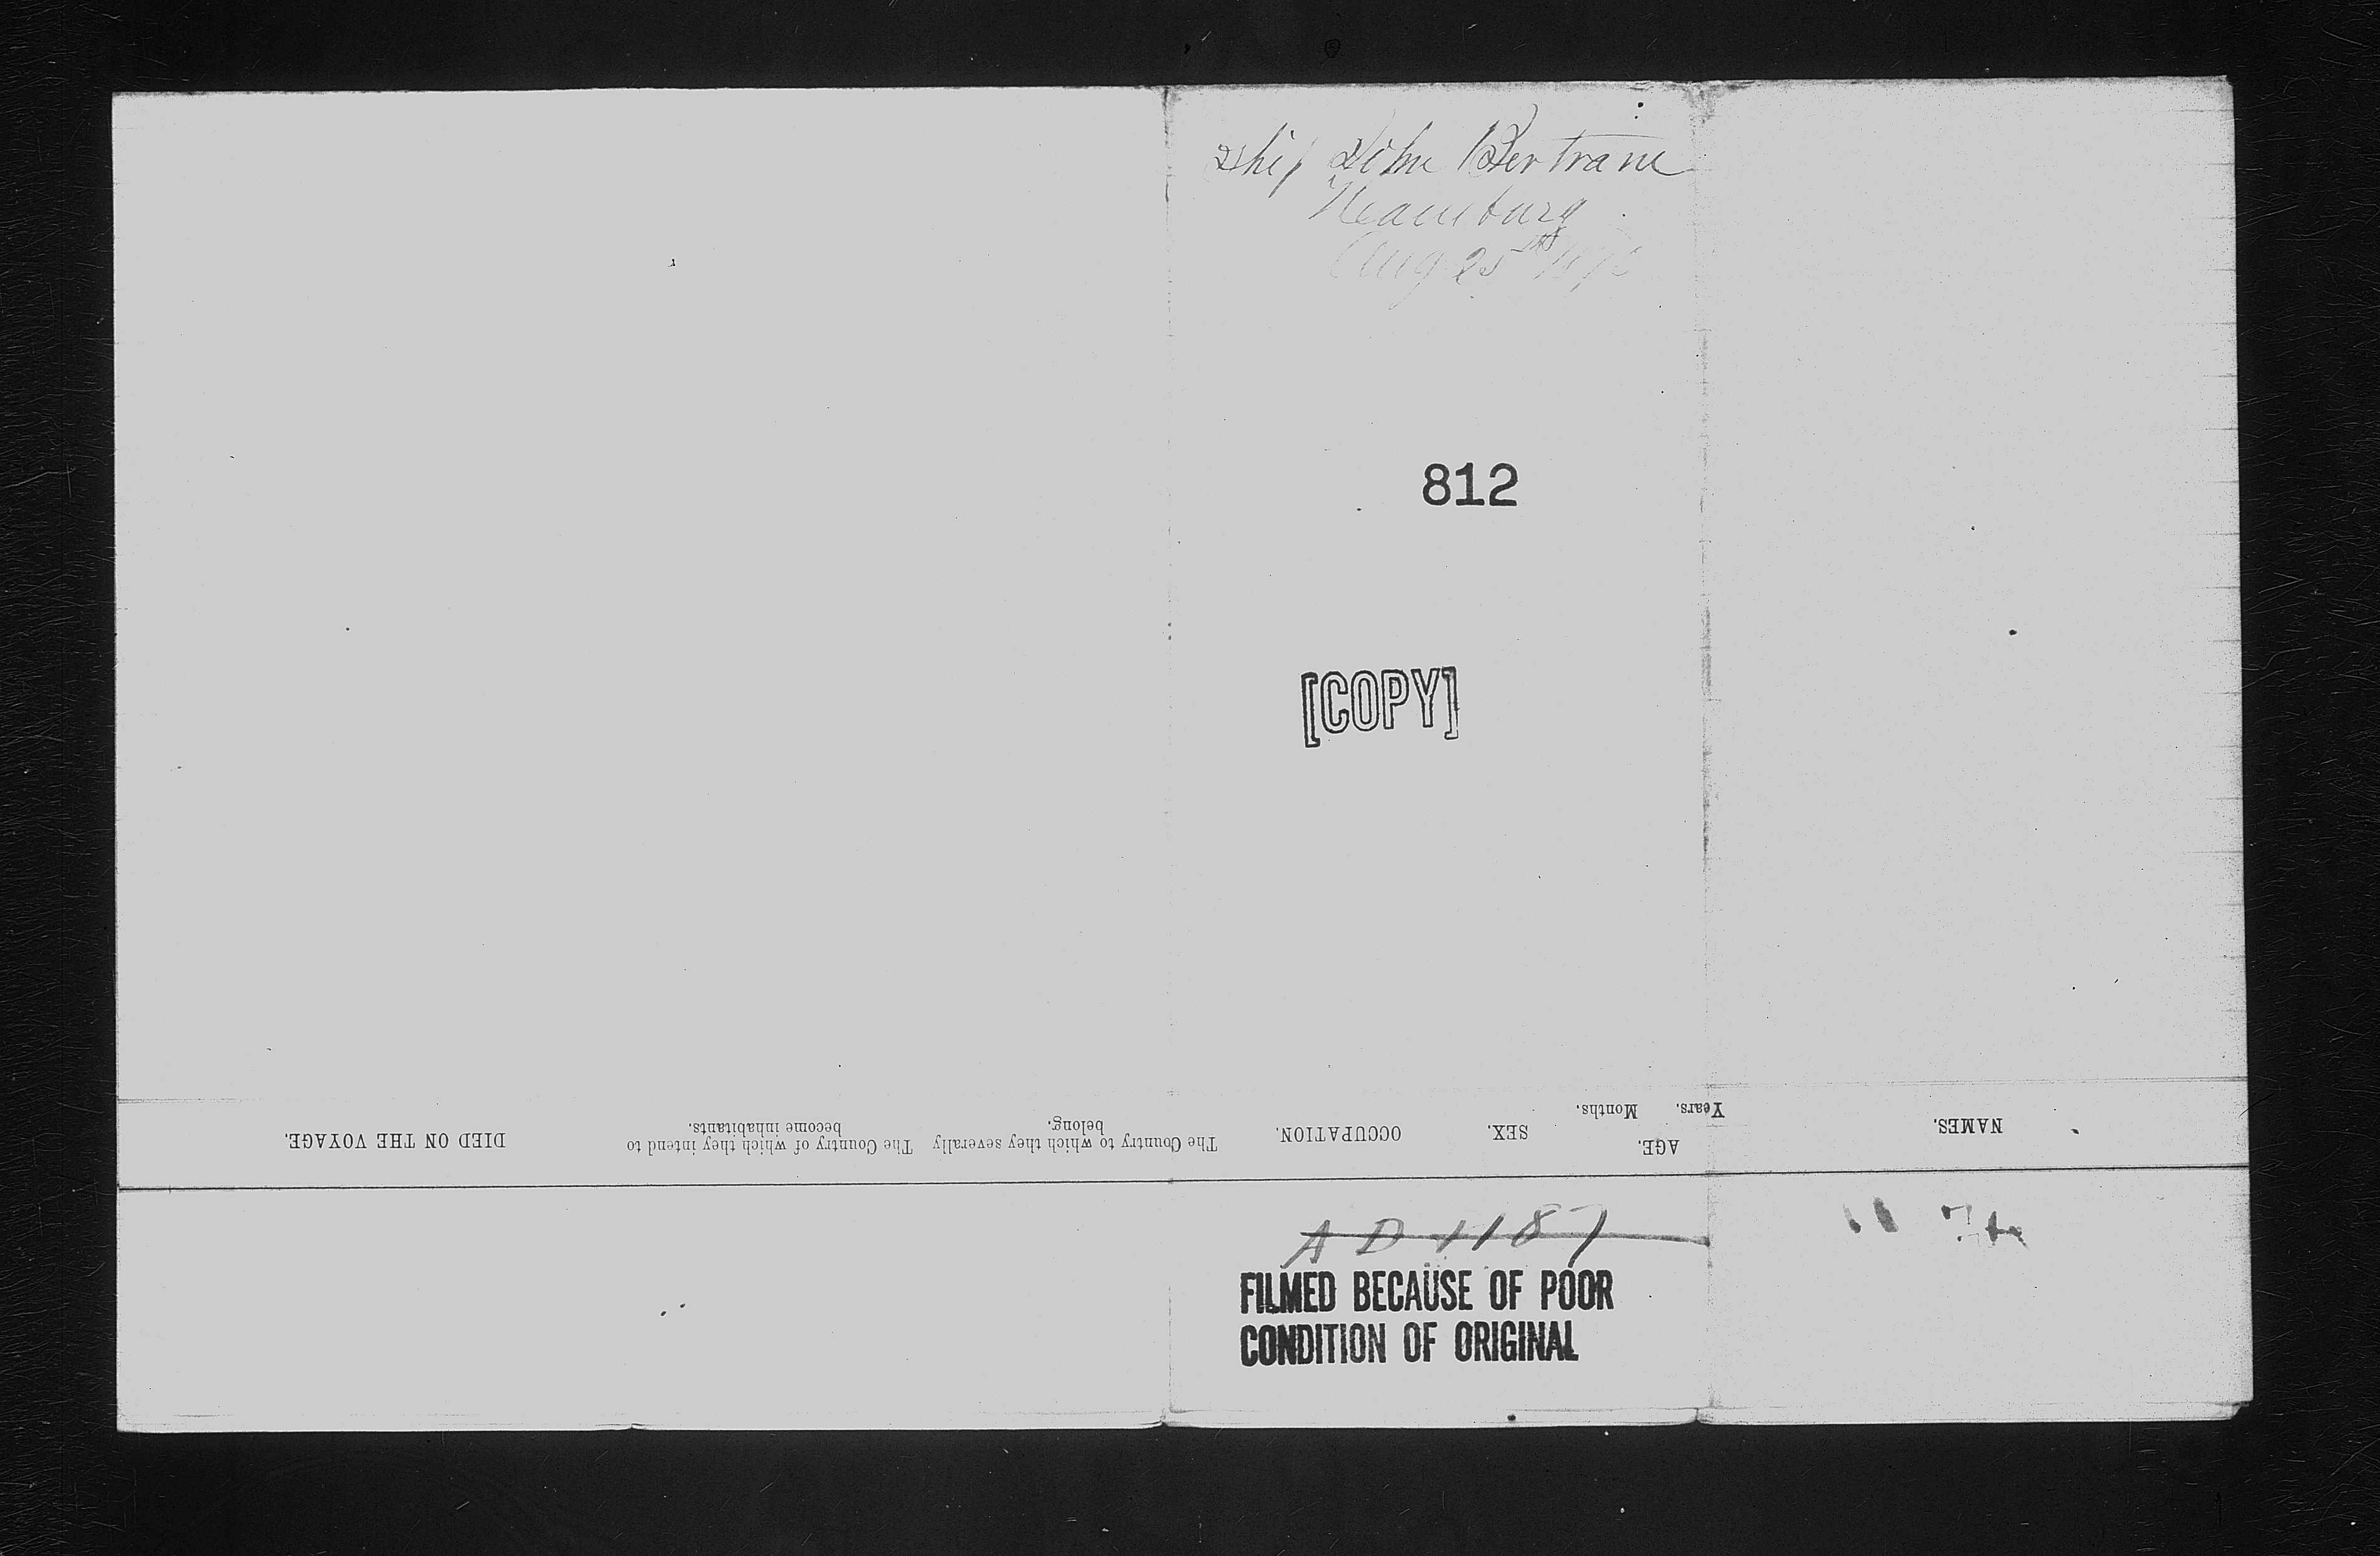 Ship John Bertram
Hamburg
Aug 25th
812
[COPY]
NAMES.
AGE.
Years. Months.
SEX.
OCCUPATION.
The Country to which they severally
belong.
The Country of which they intend to
become inhabitants.
DIED ON THE VOYAGE.
A D 1187
11
FILMED BECAUSE OF POOR
CONDITION OF ORIGINAL